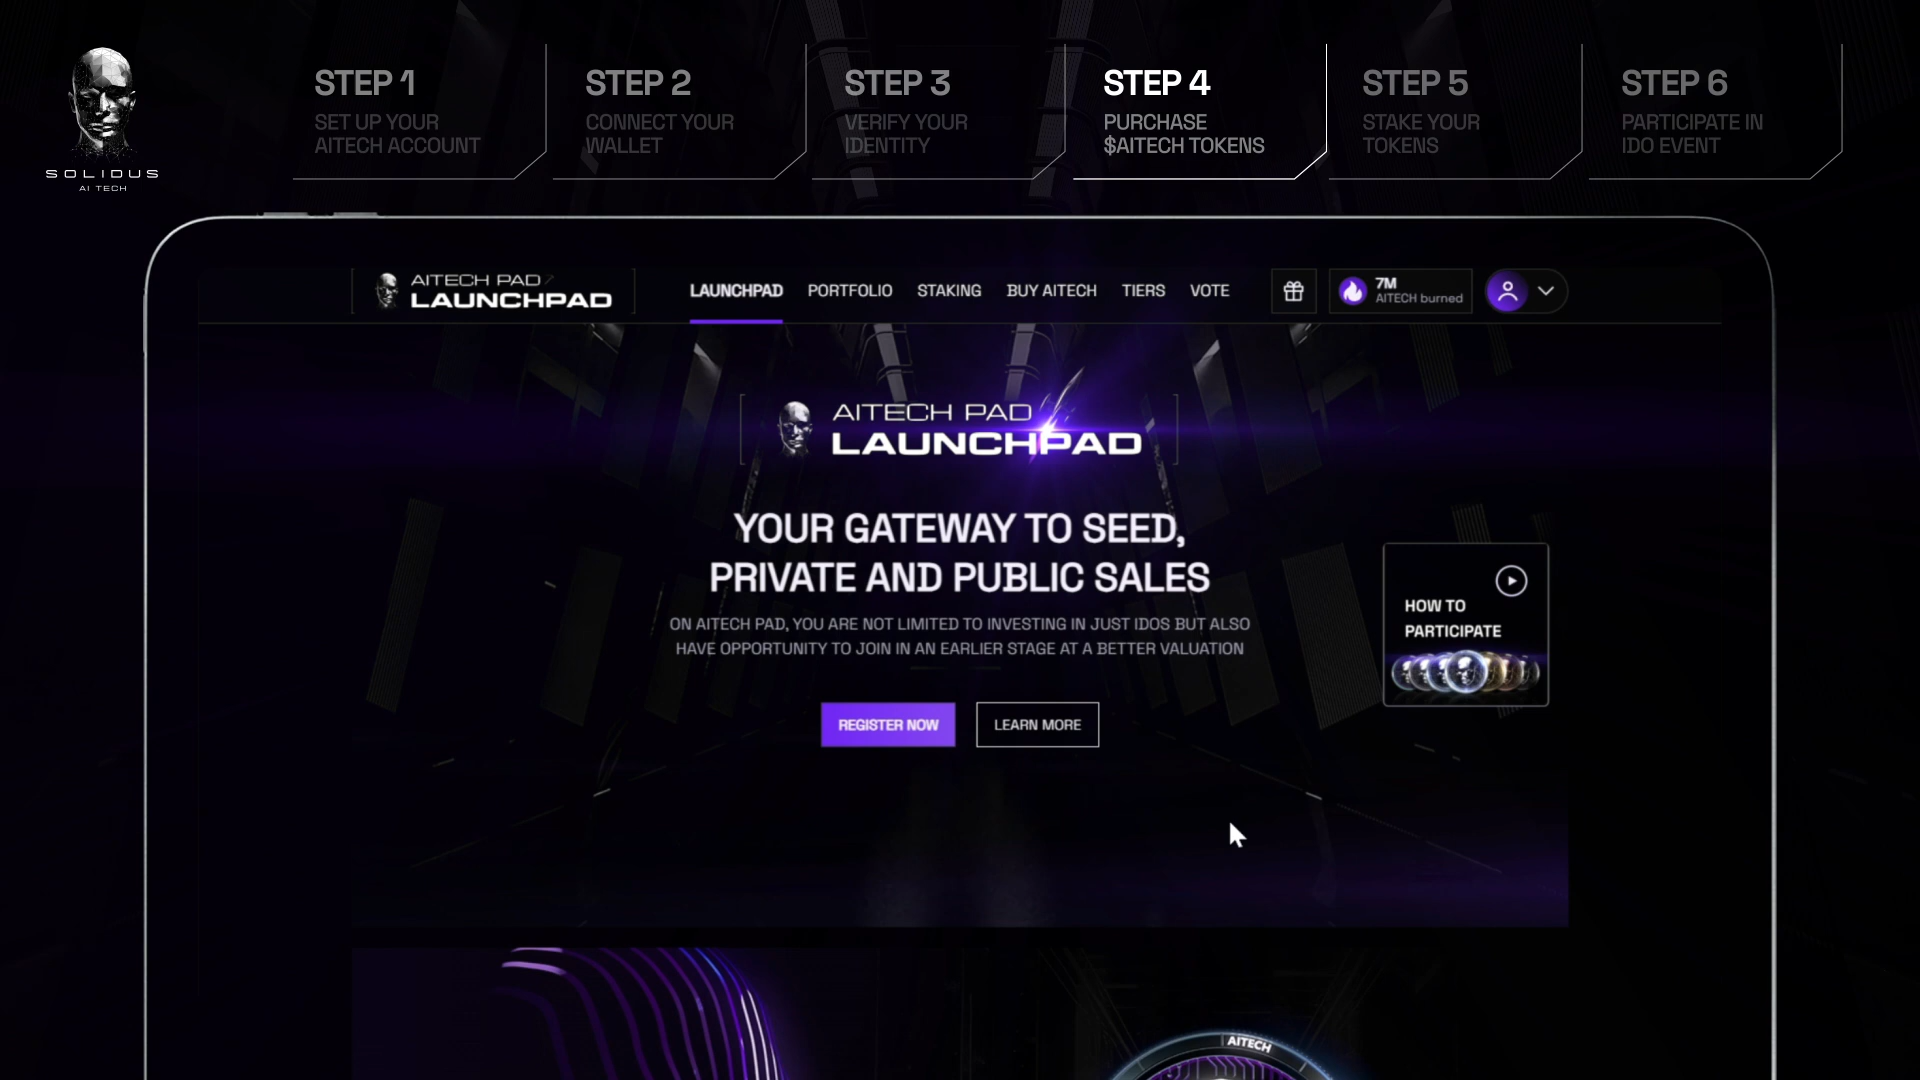 STEP 1
SET UP YOUR
AITECH ACCOUNT
STEP 2
CONNECT YOUR
WALLET
STEP 3
VERIFY YOUR
IDENTITY
STEP 4
PURCHASE
$AITECH TOKENS
STEP 5
STAKE YOUR
TOKENS
STEP 6
PARTICIPATE IN
IDO EVENT
SOLIDUS
AI TECH
AITECH PAD
LAUNCHPAD
LAUNCHPAD
PORTFOLIO
STAKING
BUY AITECH
TIERS
VOTE
7M
AITECH burned
AITECH PAD
LAUNCHPAD
YOUR GATEWAY TO SEED,
PRIVATE AND PUBLIC SALES
ON AITECH PAD, YOU ARE NOT LIMITED TO INVESTING IN JUST IDOS BUT ALSO
HAVE OPPORTUNITY TO JOIN IN AN EARLIER STAGE AT A BETTER VALUATION
REGISTER NOW
LEARN MORE
HOW TO
PARTICIPATE
AITECH